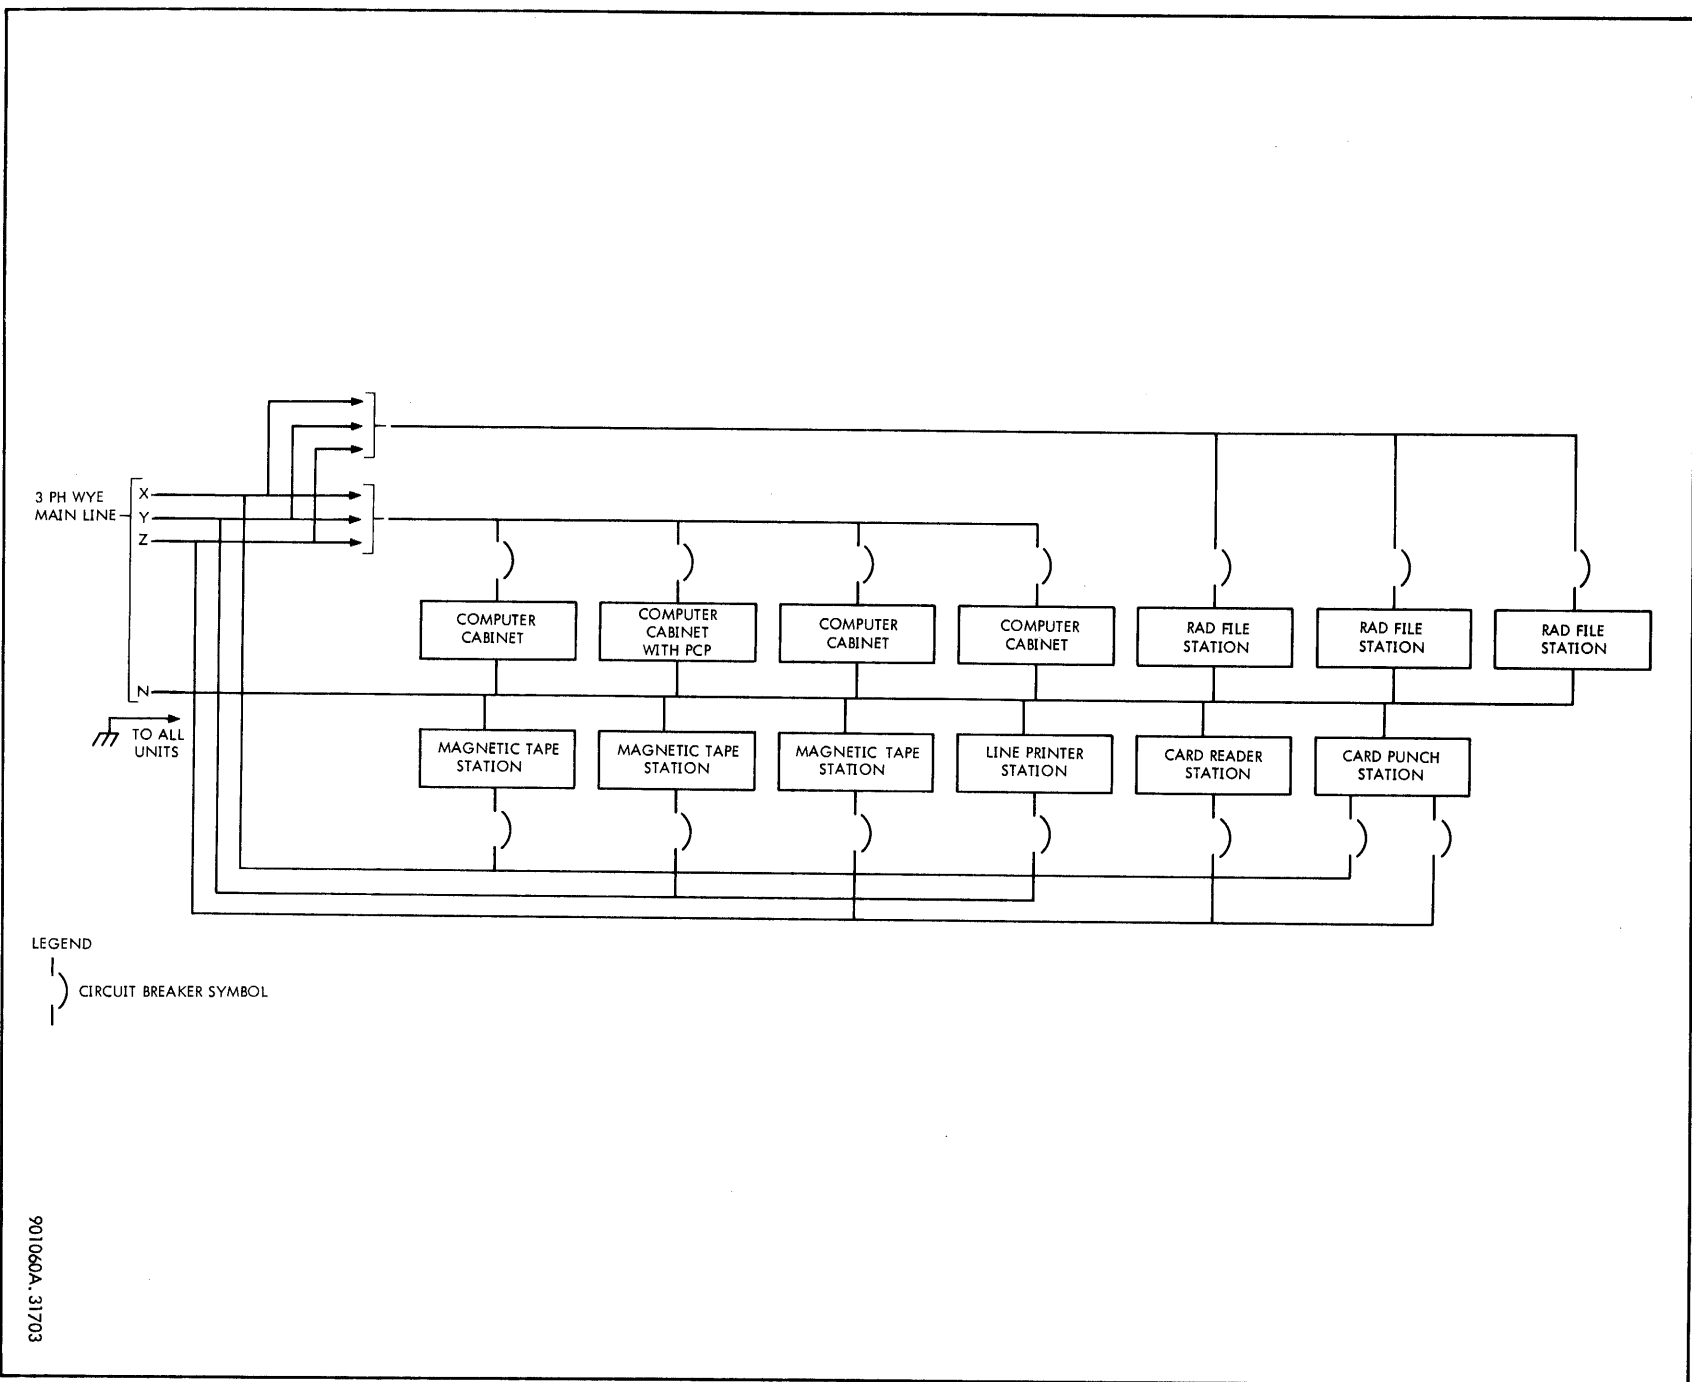 3 PH WYE
MAIN LINE
X
Y
Z
N
TO ALL
UNITS
COMPUTER
CABINET
COMPUTER
CABINET
WITH PCP
COMPUTER
CABINET
COMPUTER
CABINET
RAD FILE
STATION
RAD FILE
STATION
RAD FILE
STATION
MAGNETIC TAPE
STATION
MAGNETIC TAPE
STATION
MAGNETIC TAPE
STATION
LINE PRINTER
STATION
CARD READER
STATION
CARD PUNCH
STATION
LEGEND
CIRCUIT BREAKER SYMBOL
901060A.31703